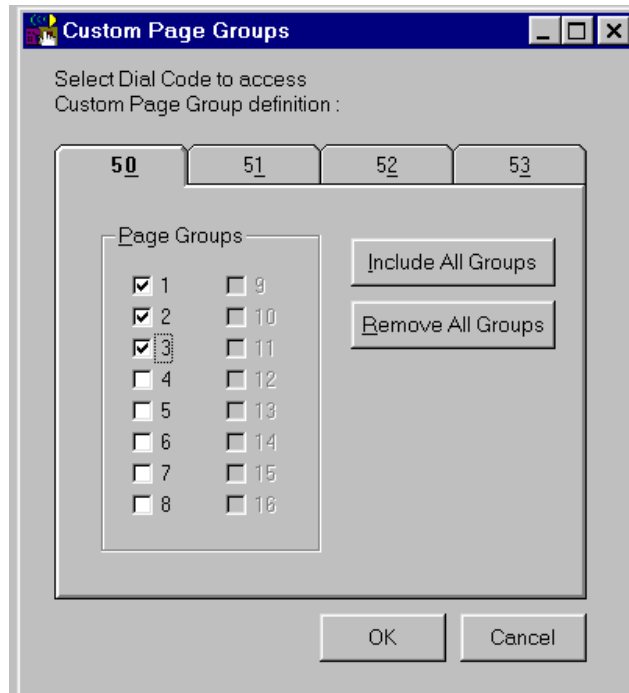 Custom Page Groups
Select Dial Code to access
Custom Page Group definition :
50 51 52 53
Page Groups
Include All Groups
Remove All Groups
1 9
2 10
3 11
4 12
5 13
6 14
7 15
8 16
OK Cancel